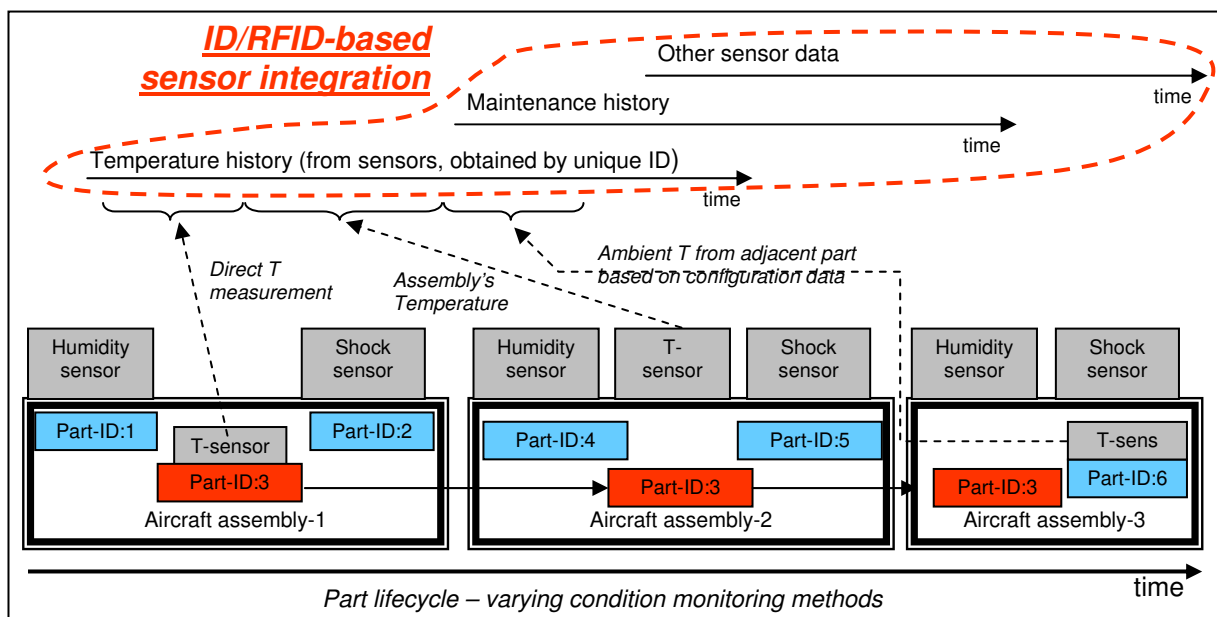 ID/RFID-based
sensor integration
Other sensor data
time
Maintenance history
time
Temperature history (from sensors, obtained by unique ID)
time
Direct T
measurement
Assembly's
Temperature
Ambient T from adjacent part
based on configuration data
Humidity
sensor
Shock
sensor
Humidity
sensor
T-
sensor
Shock
sensor
Humidity
sensor
Shock
sensor
Part-ID:1
T-sensor
Part-ID:2
Part-ID:3
Aircraft assembly-1
Part-ID:4
Part-ID:5
Part-ID:3
Aircraft assembly-2
T-sens
Part-ID:3
Part-ID:6
Aircraft assembly-3
time
Part lifecycle – varying condition monitoring methods